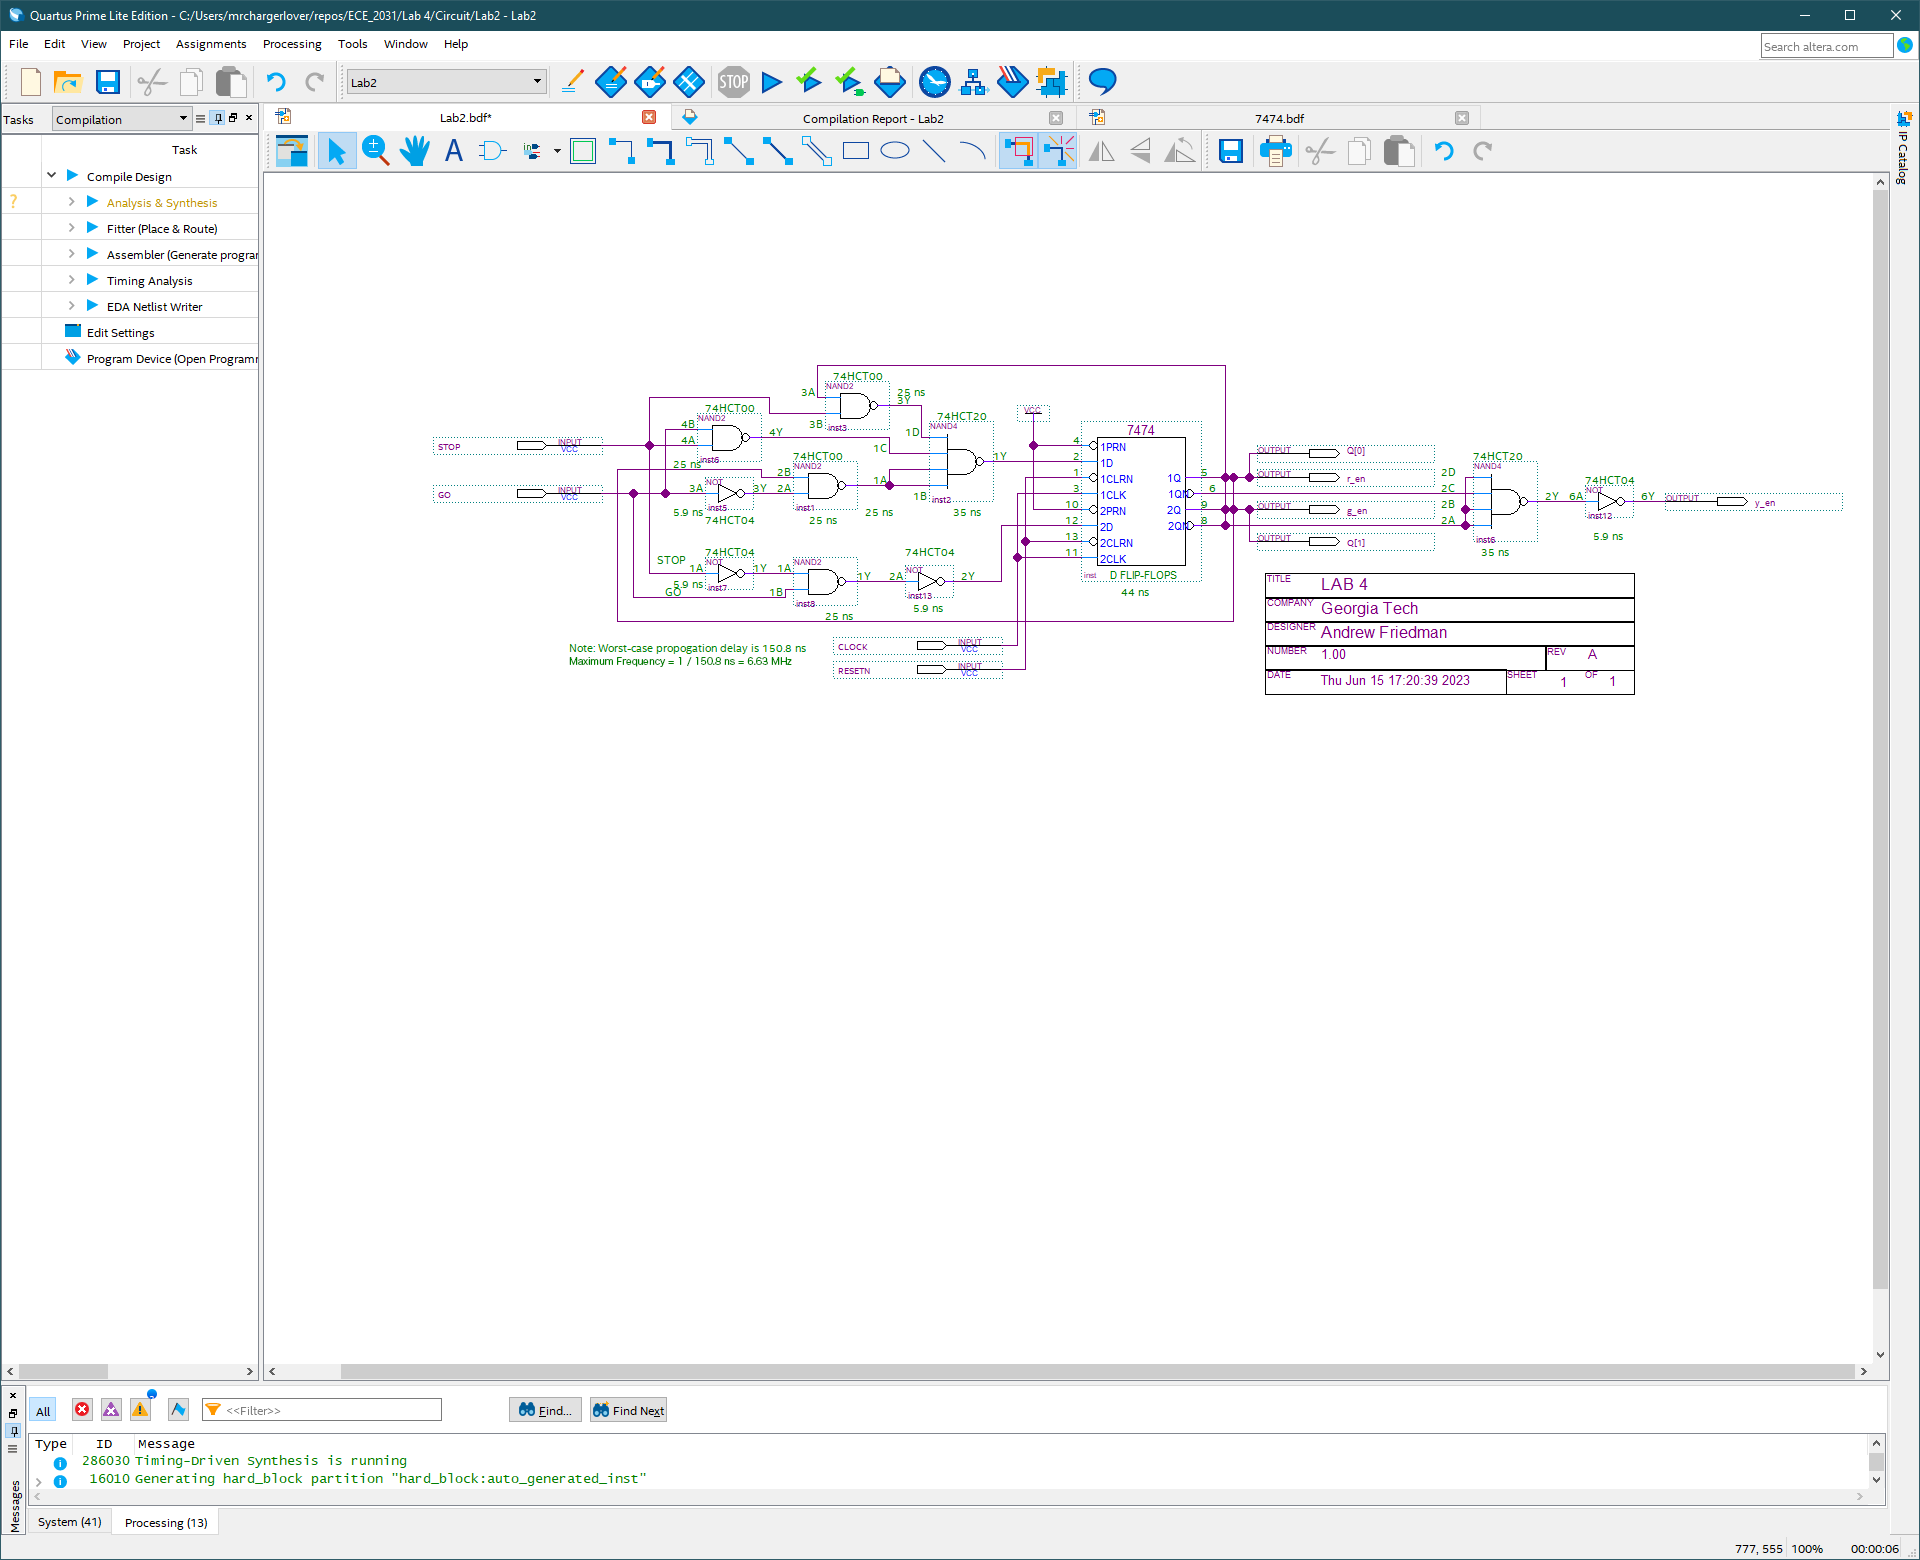 Quartus Prime Lite Edition - C:/Users/mrchargerlover/repos/ECE_2031/Lab 4/Circuit/Lab2 - Lab2
File Edit View Project Assignments Processing Tools Window Help
Search altera.com
Lab2
STOP
Tasks Compilation
Lab2.bdf*
Compilation Report - Lab2
7474.bdf
IP Catalog
Task
Compile Design
?
Analysis & Synthesis
Fitter (Place & Route)
Assembler (Generate prograr
Timing Analysis
EDA Netlist Writer
Edit Settings
Program Device (Open Programr
STOP INPUT VCC
GO INPUT VCC
74HCT00
NAND2
3A
3B
inst3
25 ns
3Y
74HCT00
NAND2
4B
4A
4Y
inst6
25 ns
74HCT00
NAND2
2B
2A
inst1
25 ns
NOT
3A
3Y
inst5
5.9 ns
74HCT04
74HCT20
NAND4
1D
1C
1A
1B
1Y
inst2
25 ns
35 ns
STOP
74HCT04
NOT
1A
1Y
5.9 ns
inst7
GO
NAND2
1A
1B
1Y
inst8
25 ns
74HCT04
NOT
2A
2Y
inst13
5.9 ns
VCC
7474
4 1PRN
2 1D
1 1CLRN
3 1CLK
10 2PRN
12 2D
13 2CLRN
11 2CLK
1Q 5
1QN 6
2Q 9
2QN 8
inst D FLIP-FLOPS
44 ns
OUTPUT Q[0]
OUTPUT r_en
OUTPUT g_en
OUTPUT Q[1]
74HCT20
NAND4
2D
2C
2B
2A
2Y
inst6
35 ns
74HCT04
NOT
6A
6Y
inst12
5.9 ns
OUTPUT y_en
CLOCK INPUT VCC
RESETN INPUT VCC
Note: Worst-case propogation delay is 150.8 ns
Maximum Frequency = 1 / 150.8 ns = 6.63 MHz
TITLE LAB 4
COMPANY Georgia Tech
DESIGNER Andrew Friedman
NUMBER 1.00 REV A
DATE Thu Jun 15 17:20:39 2023 SHEET 1 OF 1
All <<Filter>> Find... Find Next
Type ID Message
286030 Timing-Driven Synthesis is running
16010 Generating hard_block partition "hard_block:auto_generated_inst"
Messages
System (41) Processing (13)
777, 555 100% 00:00:06